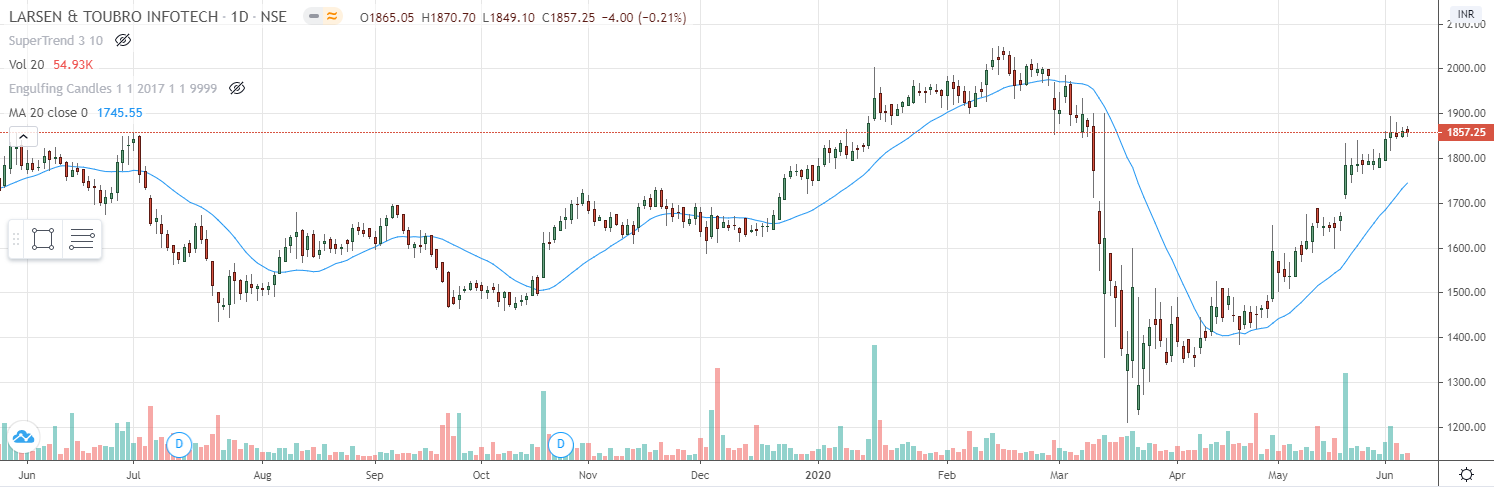 LARSEN & TOUBRO INFOTECH · 1D · NSE O1865.05 H1870.70 L1849.10 C1857.25 −4.00 (−0.21%)
INR
SuperTrend 3 10
Vol 20 54.93K
Engulfing Candles 1 1 2017 1 1 9999
MA 20 close 0 1745.55
2100.00
2000.00
1900.00
1857.25
1800.00
1700.00
1600.00
1500.00
1400.00
1300.00
1200.00
D D
Jun Jul Aug Sep Oct Nov Dec 2020 Feb Mar Apr May Jun